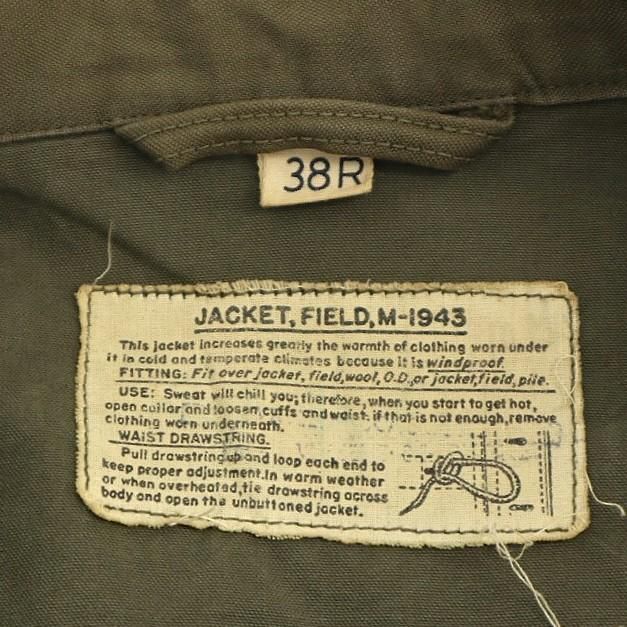 38R
JACKET, FIELD, M-1943
This jacket increases greatly the warmth of clothing worn under
it in cold and temperate climates because it is windproof.
FITTING: Fit over jacket, field, wool, O.D., or jacket, field, pile.
USE: Sweat will chill you; therefore, when you start to get hot,
open collar and loosen cuffs and waist; if that is not enough, remove
clothing worn underneath.
WAIST DRAWSTRING.
Pull drawstring up and loop each end to
keep proper adjustment. In warm weather
or when overheated, tie drawstring across
body and open the unbuttoned jacket.